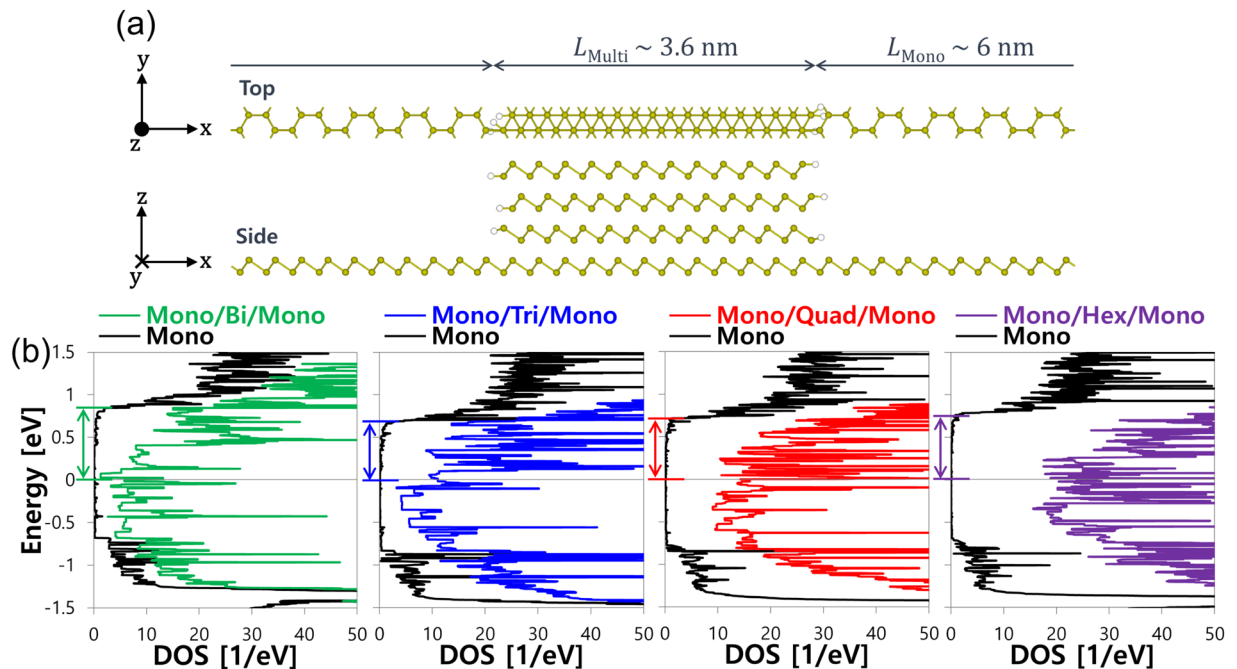 (a)
L_Multi ~ 3.6 nm
L_Mono ~ 6 nm
y
x
z
Top
z
x
y
Side
Mono/Bi/Mono
Mono
Mono/Tri/Mono
Mono
Mono/Quad/Mono
Mono
Mono/Hex/Mono
Mono
(b)
Energy [eV]
1.5
1
0.5
0
-0.5
-1
-1.5
0 10 20 30 40 50
0 10 20 30 40 50
0 10 20 30 40 50
0 10 20 30 40 50
DOS [1/eV]
DOS [1/eV]
DOS [1/eV]
DOS [1/eV]